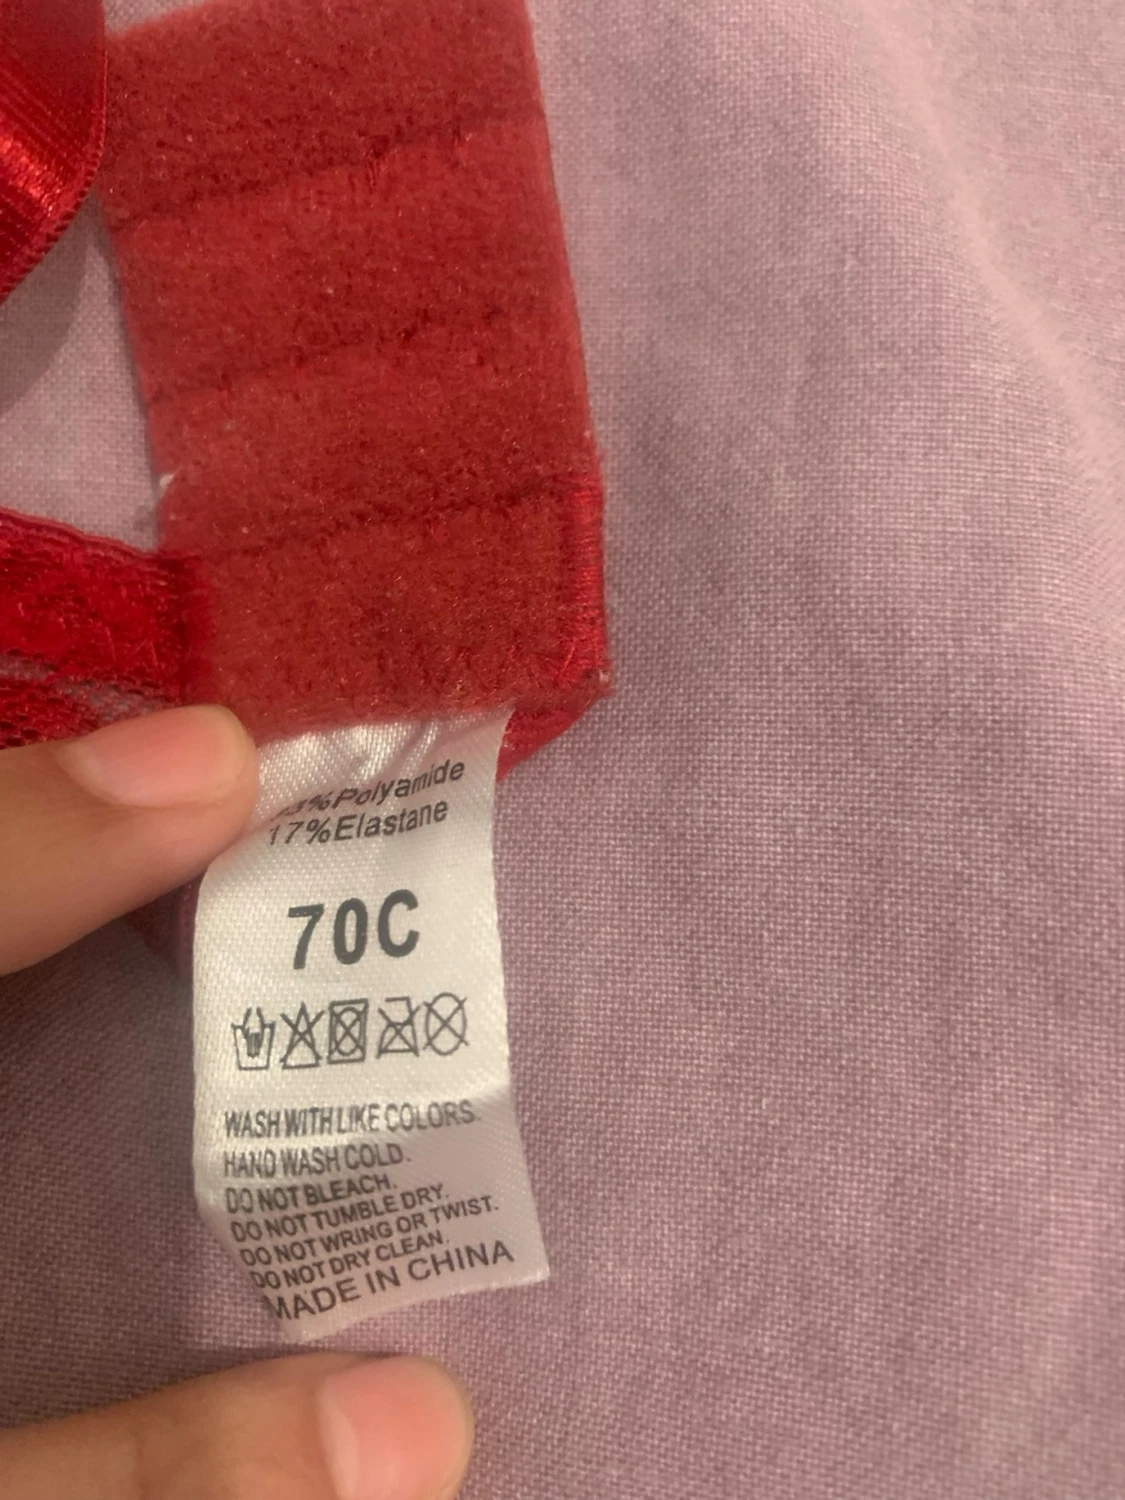 %Polyamide
17%Elastane
70C
WASH WITH LIKE COLORS.
HAND WASH COLD.
DO NOT BLEACH.
DO NOT TUMBLE DRY.
DO NOT WRING OR TWIST.
DO NOT DRY CLEAN.
MADE IN CHINA